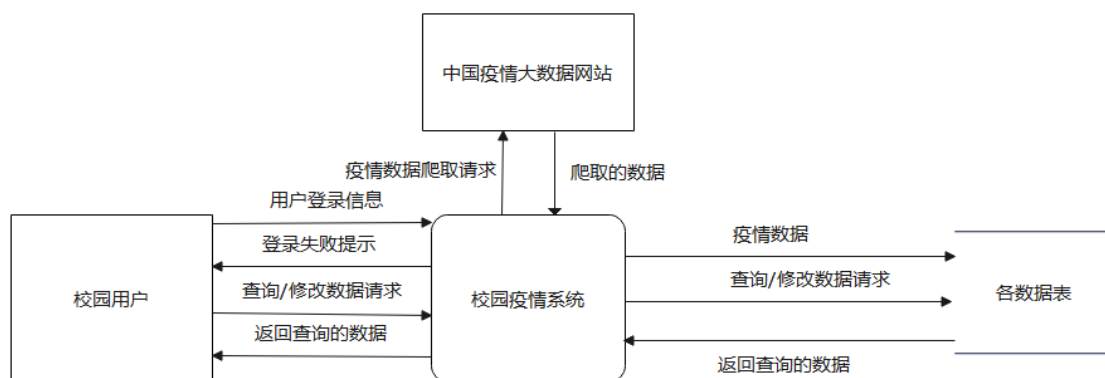 中国疫情大数据网站
疫情数据爬取请求
爬取的数据
用户登录信息
登录失败提示
疫情数据
校园用户
查询/修改数据请求
校园疫情系统
查询/修改数据请求
各数据表
返回查询的数据
返回查询的数据